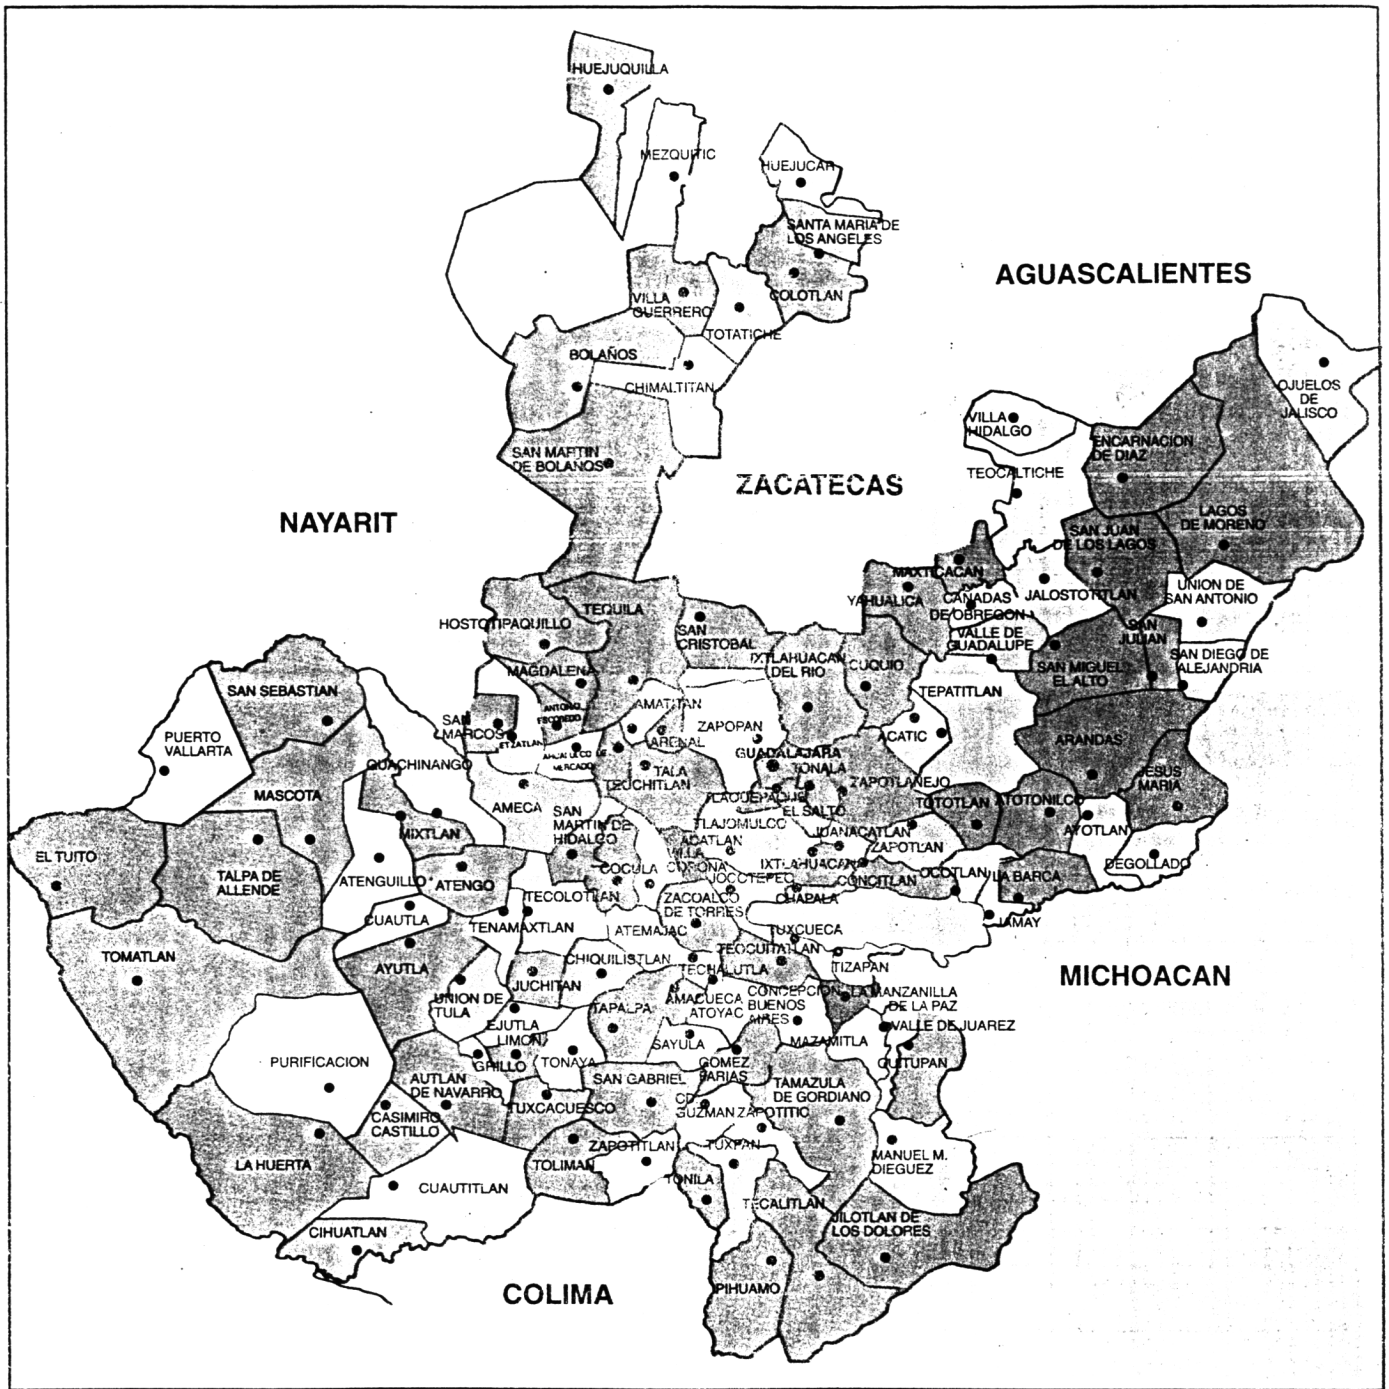 HUEJUQUILLA
MEZQUITIC
HUEJUCAR
SANTA MARIA DE
LOS ANGELES
COLOTLAN
VILLA
GUERRERO
TOTATICHE
BOLAÑOS
CHIMALTITAN
SAN MARTIN
DE BOLAÑOS
AGUASCALIENTES
ZACATECAS
NAYARIT
OJUELOS
DE
JALISCO
VILLA
HIDALGO
ENCARNACION
DE DIAZ
TEOCALTICHE
LAGOS
DE MORENO
SAN JUAN
DE LOS LAGOS
MAXTICACAN
YAHUALICA
CAÑADAS
DE OBREGON
JALOSTOTITLAN
UNION DE
SAN ANTONIO
VALLE DE
GUADALUPE
SAN
JULIAN
SAN DIEGO DE
ALEJANDRIA
SAN MIGUEL
EL ALTO
TEQUILA
HOSTOTIPAQUILLO
SAN
CRISTOBAL
IXTLAHUACAN
DEL RIO
CUQUIO
MAGDALENA
TEPATITLAN
SAN SEBASTIAN
ANTONIO
ESCOBEDO
AMATITAN
SAN
MARCOS
ETZATLAN
ZAPOPAN
ACATIC
ARENAL
PUERTO
VALLARTA
ARANDAS
GUADALAJARA
TONALA
GUACHINANGO
TALA
TEUCHITLAN
ZAPOTLANEJO
JESUS
MARIA
MASCOTA
AMECA
TLAQUEPAQUE
EL SALTO
TOTOTLAN
ATOTONILCO
SAN
MARTIN DE
HIDALGO
TLAJOMULCO
JUANACATLAN
MIXTLAN
AYOTLAN
ACATLAN
ZAPOTLAN
VILLA
CORONA
EL TUITO
IXTLAHUACAN
DEGOLLADO
TALPA DE
ALLENDE
ATENGUILLO
ATENGO
COCULA
JOCOTEPEC
CONCITLAN
OCOTLAN
LA BARCA
TECOLOTLAN
ZACOALCO
DE TORRES
CHAPALA
CUAUTLA
TENAMAXTLAN
ATEMAJAC
JAMAY
TUXCUECA
TEOCUITATLAN
TOMATLAN
AYUTLA
CHIQUILISTLAN
TECHALUTLA
TIZAPAN
MICHOACAN
JUCHITAN
UNION DE
TULA
AMACUECA
ATOYAC
CONCEPCION
BUENOS
AIRES
LA MANZANILLA
DE LA PAZ
TAPALPA
EJUTLA
LIMON
VALLE DE JUAREZ
SAYULA
MAZAMITLA
PURIFICACION
GRILLO
TONAYA
GOMEZ
FARIAS
QUITUPAN
AUTLAN
DE NAVARRO
SAN GABRIEL
TAMAZULA
DE GORDIANO
TUXCACUESCO
CD.
GUZMAN
ZAPOTITIC
CASIMIRO
CASTILLO
ZAPOTITLAN
TUXPAN
LA HUERTA
TOLIMAN
MANUEL M.
DIEGUEZ
CUAUTITLAN
TONILA
TECALITLAN
JILOTLAN DE
LOS DOLORES
CIHUATLAN
COLIMA
PIHUAMO